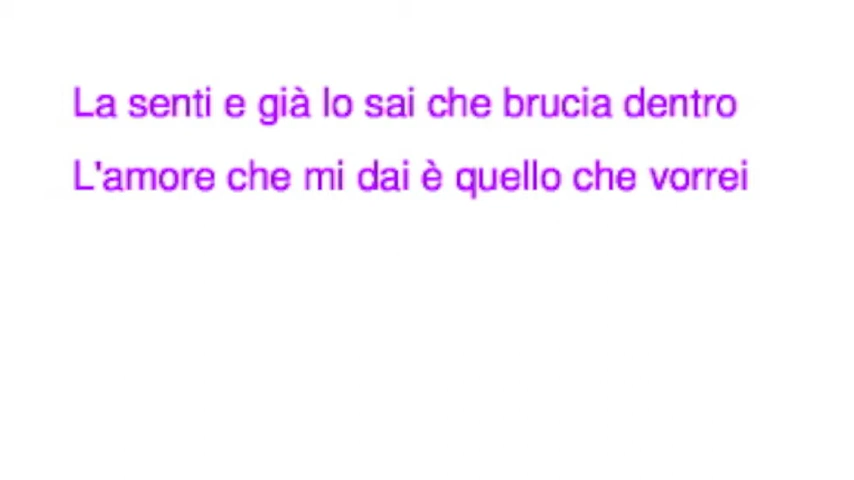 La senti e già lo sai che brucia dentro
L'amore che mi dai è quello che vorrei